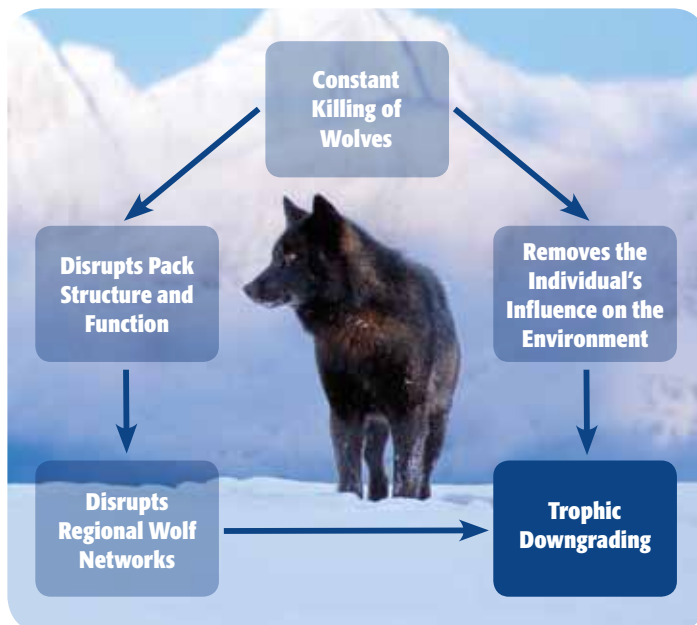 Constant
Killing of
Wolves
Disrupts Pack
Structure and
Function
Removes the
Individual's
Influence on the
Environment
Disrupts
Regional Wolf
Networks
Trophic
Downgrading